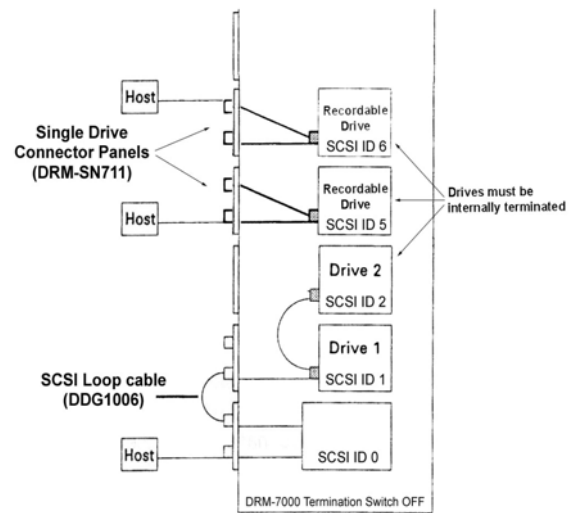 Host
Single Drive
Connector Panels
(DRM-SN711)
Host
Recordable
Drive
SCSI ID 6
Recordable
Drive
SCSI ID 5
Drives must be
internally terminated
Drive 2
SCSI ID 2
Drive 1
SCSI ID 1
SCSI Loop cable
(DDG1006)
Host
SCSI ID 0
DRM-7000 Termination Switch OFF